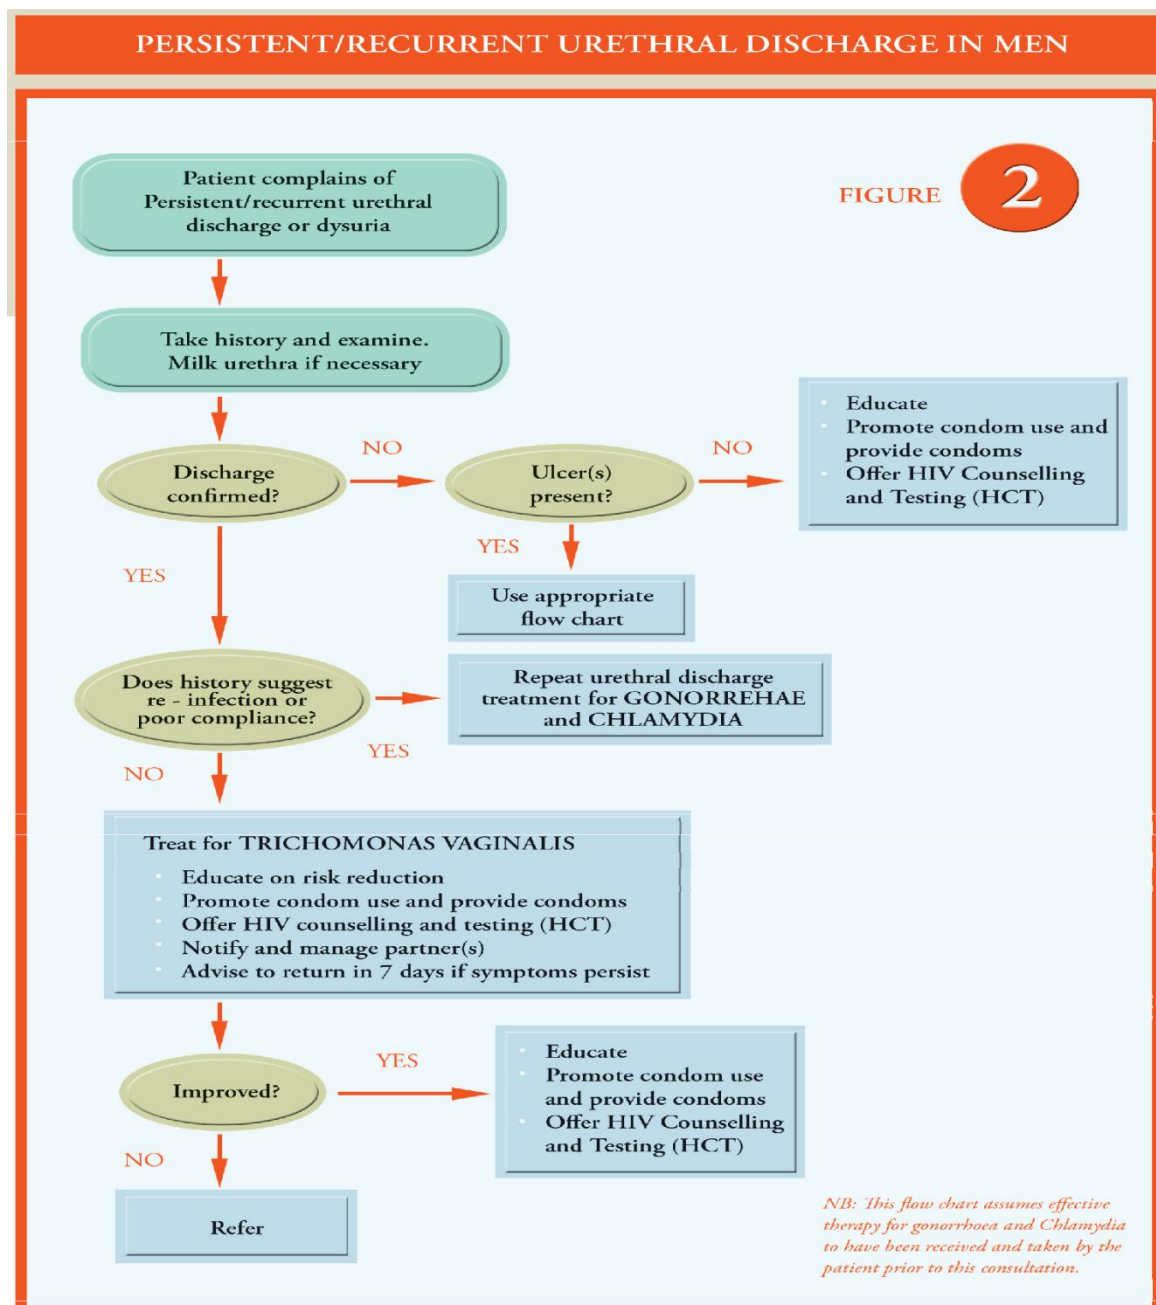 PERSISTENT/RECURRENT URETHRAL DISCHARGE IN MEN
FIGURE 2
Patient complains of
Persistent/recurrent urethral
discharge or dysuria
Take history and examine.
Milk urethra if necessary
Discharge
confirmed?
NO
Ulcer(s)
present?
NO
• Educate
• Promote condom use and
provide condoms
• Offer HIV Counselling
and Testing (HCT)
YES
YES
Use appropriate
flow chart
Does history suggest
re - infection or
poor compliance?
YES
Repeat urethral discharge
treatment for GONORREHAE
and CHLAMYDIA
NO
Treat for TRICHOMONAS VAGINALIS
• Educate on risk reduction
• Promote condom use and provide condoms
• Offer HIV counselling and testing (HCT)
• Notify and manage partner(s)
• Advise to return in 7 days if symptoms persist
Improved?
YES
• Educate
• Promote condom use
and provide condoms
• Offer HIV Counselling
and Testing (HCT)
NO
Refer
NB: This flow chart assumes effective
therapy for gonorrhoea and Chlamydia
to have been received and taken by the
patient prior to this consultation.